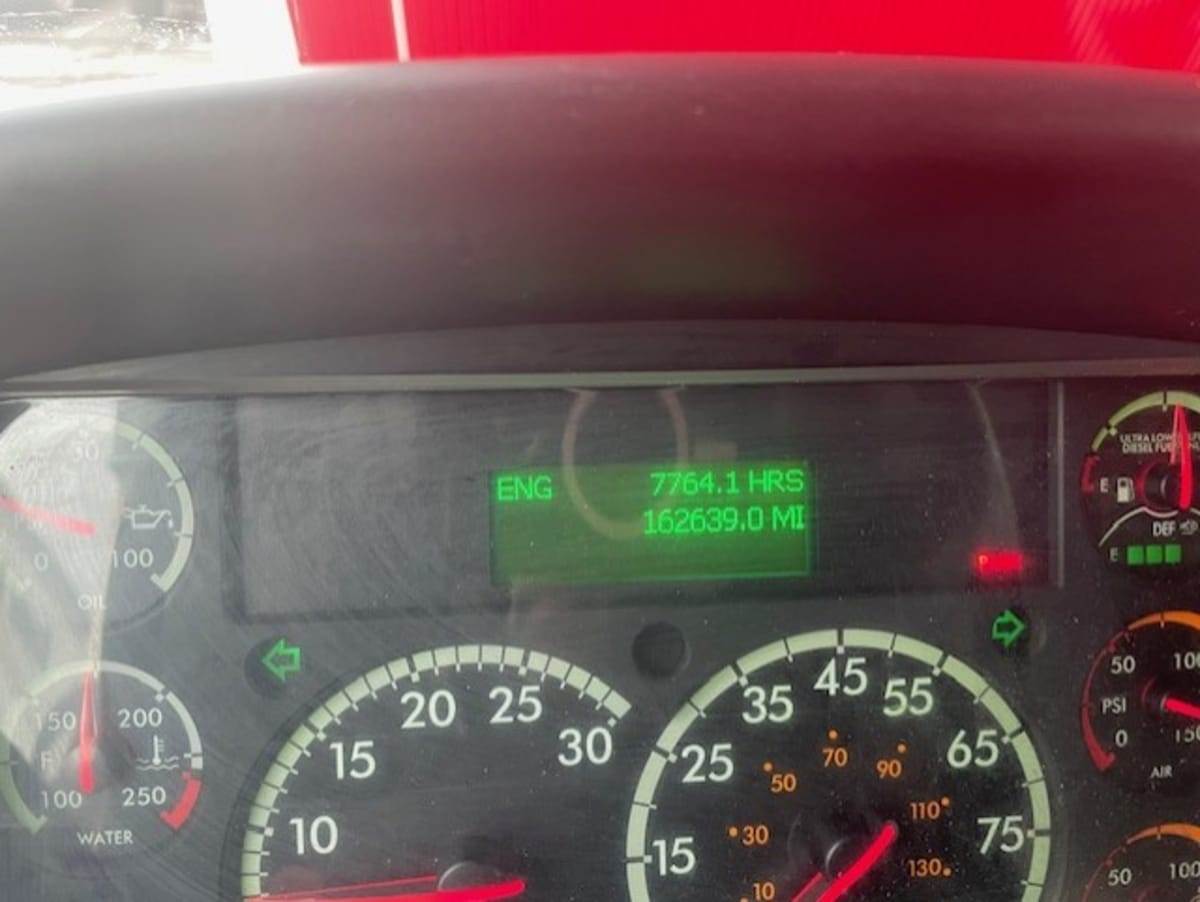 ENG 7764.1 HRS
162639.0 MI
0 100
OIL
150 200
F
100 250
WATER
10 15 20 25 30
15 25 35 45 55 65 75
10 30 50 70 90 110 130
DIESEL FUEL
E
DEF
E
50 100
PSI
0 150
AIR
50 100